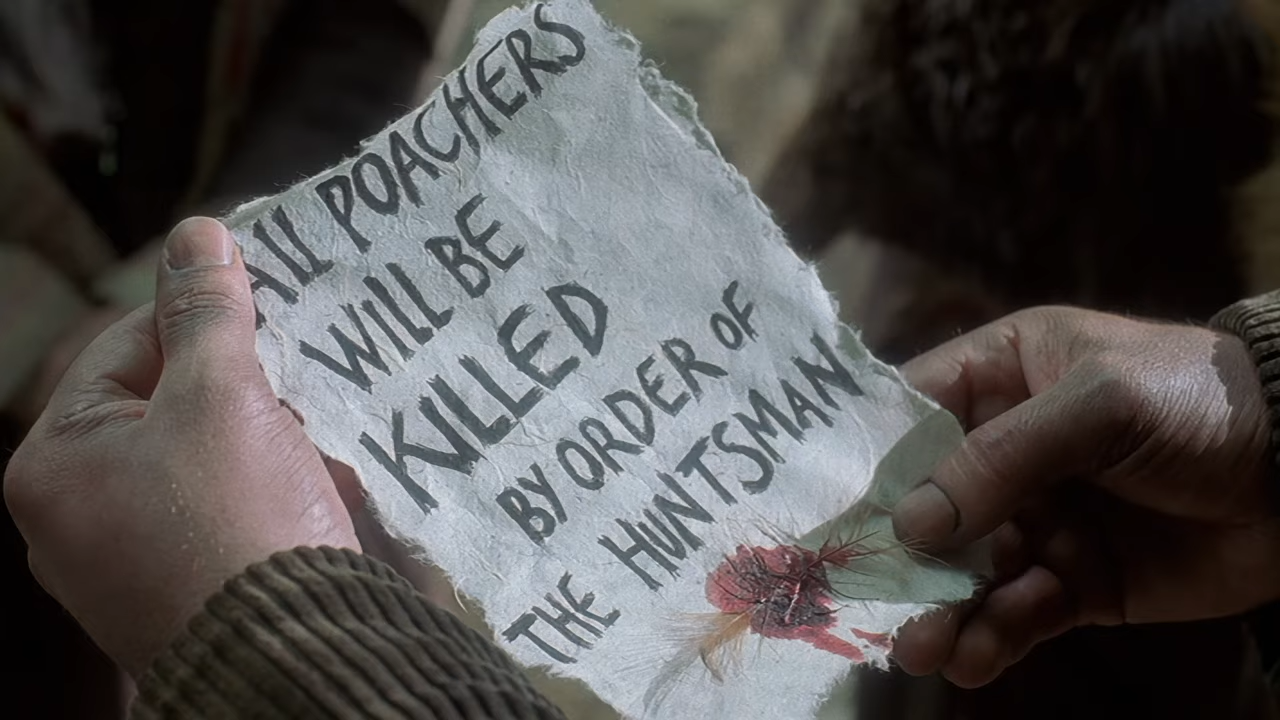 All POACHERS
WILL BE
KILLED
BY ORDER OF
THE HUNTSMAN